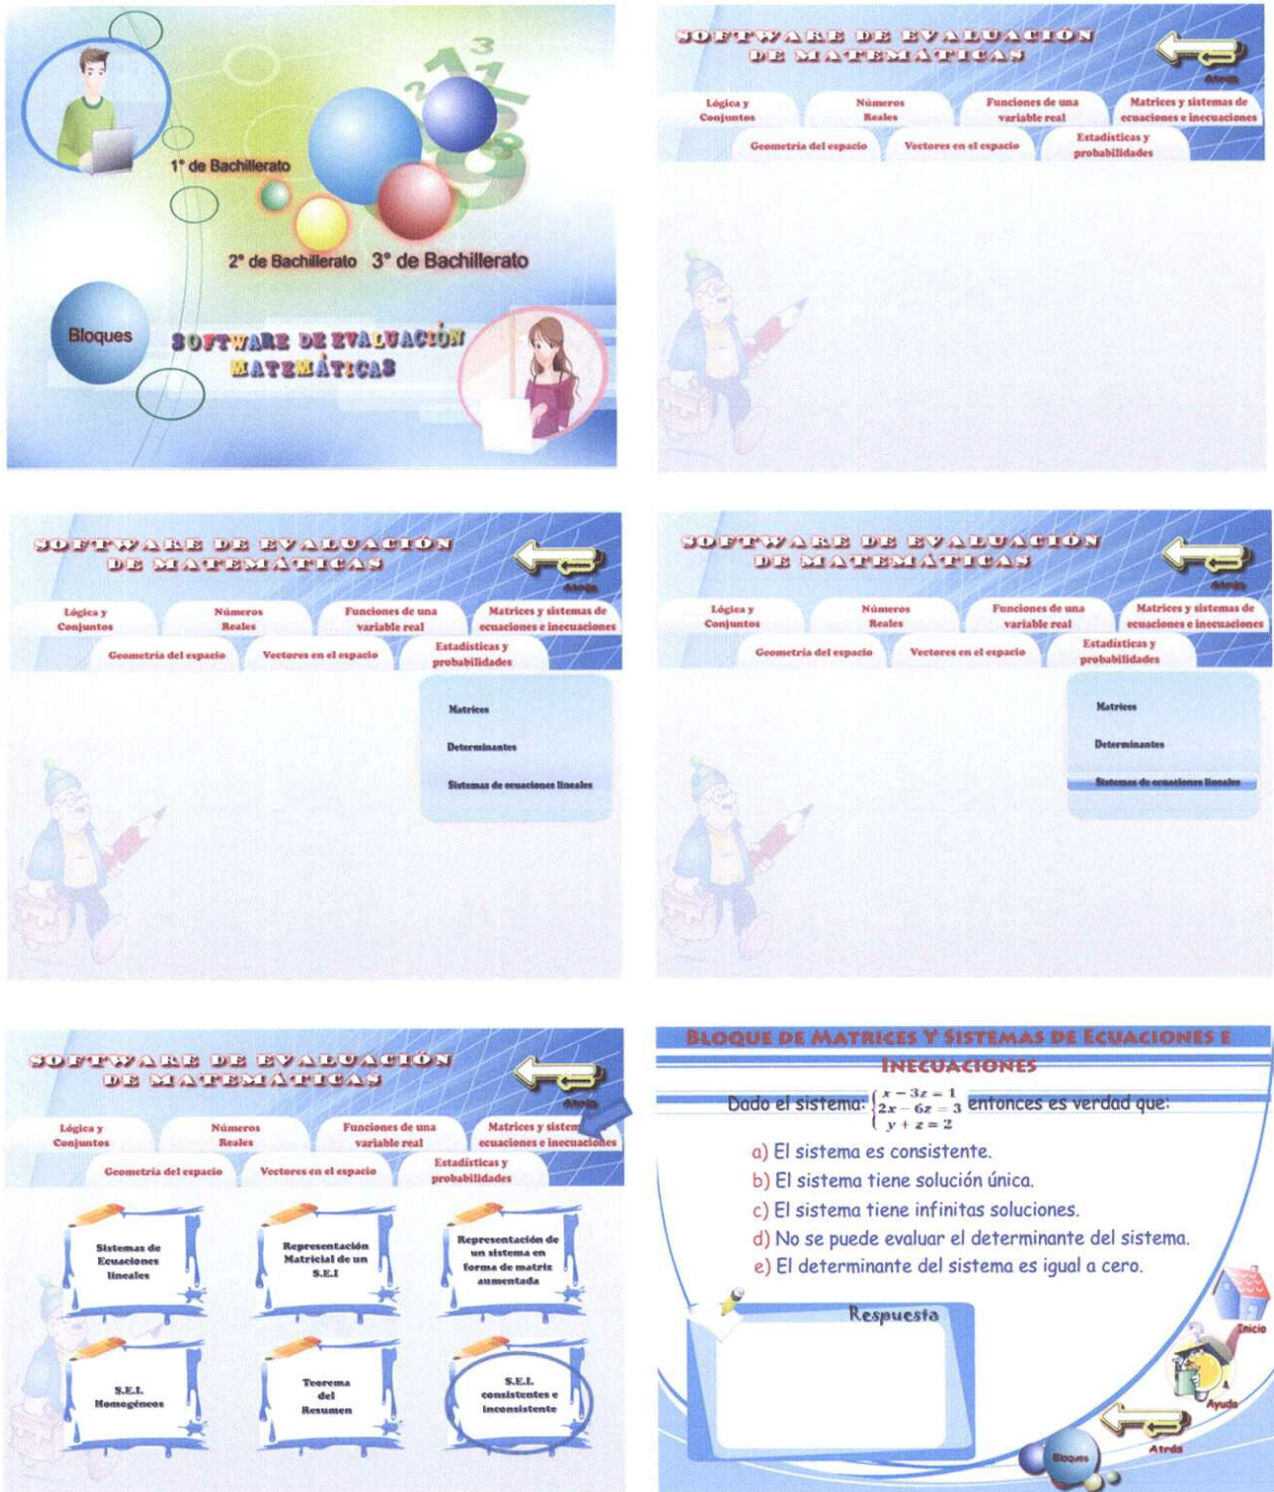 1° de Bachillerato
2° de Bachillerato
3° de Bachillerato
Bloques
SOFTWARE DE EVALUACIÓN
MATEMÁTICAS
SOFTWARE DE EVALUACIÓN
DE MATEMÁTICAS
Atrás
Lógica y
Conjuntos
Números
Reales
Funciones de una
variable real
Matrices y sistemas de
ecuaciones e inecuaciones
Geometría del espacio
Vectores en el espacio
Estadísticas y
probabilidades
SOFTWARE DE EVALUACIÓN
DE MATEMÁTICAS
Atrás
Lógica y
Conjuntos
Números
Reales
Funciones de una
variable real
Matrices y sistemas de
ecuaciones e inecuaciones
Geometría del espacio
Vectores en el espacio
Estadísticas y
probabilidades
Matrices
Determinantes
Sistemas de ecuaciones lineales
SOFTWARE DE EVALUACIÓN
DE MATEMÁTICAS
Atrás
Lógica y
Conjuntos
Números
Reales
Funciones de una
variable real
Matrices y sistemas de
ecuaciones e inecuaciones
Geometría del espacio
Vectores en el espacio
Estadísticas y
probabilidades
Matrices
Determinantes
Sistemas de ecuaciones lineales
SOFTWARE DE EVALUACIÓN
DE MATEMÁTICAS
Atrás
Lógica y
Conjuntos
Números
Reales
Funciones de una
variable real
Matrices y sistem
ecuaciones e inecuaciones
Geometría del espacio
Vectores en el espacio
Estadísticas y
probabilidades
Sistemas de
Ecuaciones
lineales
Representación
Matricial de un
S.E.I
Representación de
un sistema en
forma de matriz
aumentada
S.E.I.
Homogéneos
Teorema
del
Resumen
S.E.I.
consistentes e
inconsistente
BLOQUE DE MATRICES Y SISTEMAS DE ECUACIONES E
INECUACIONES
Dado el sistema: { x − 3z = 1
2x − 6z = 3
y + z = 2 entonces es verdad que:
a) El sistema es consistente.
b) El sistema tiene solución única.
c) El sistema tiene infinitas soluciones.
d) No se puede evaluar el determinante del sistema.
e) El determinante del sistema es igual a cero.
Respuesta
Inicio
Ayuda
Atrás
Bloques